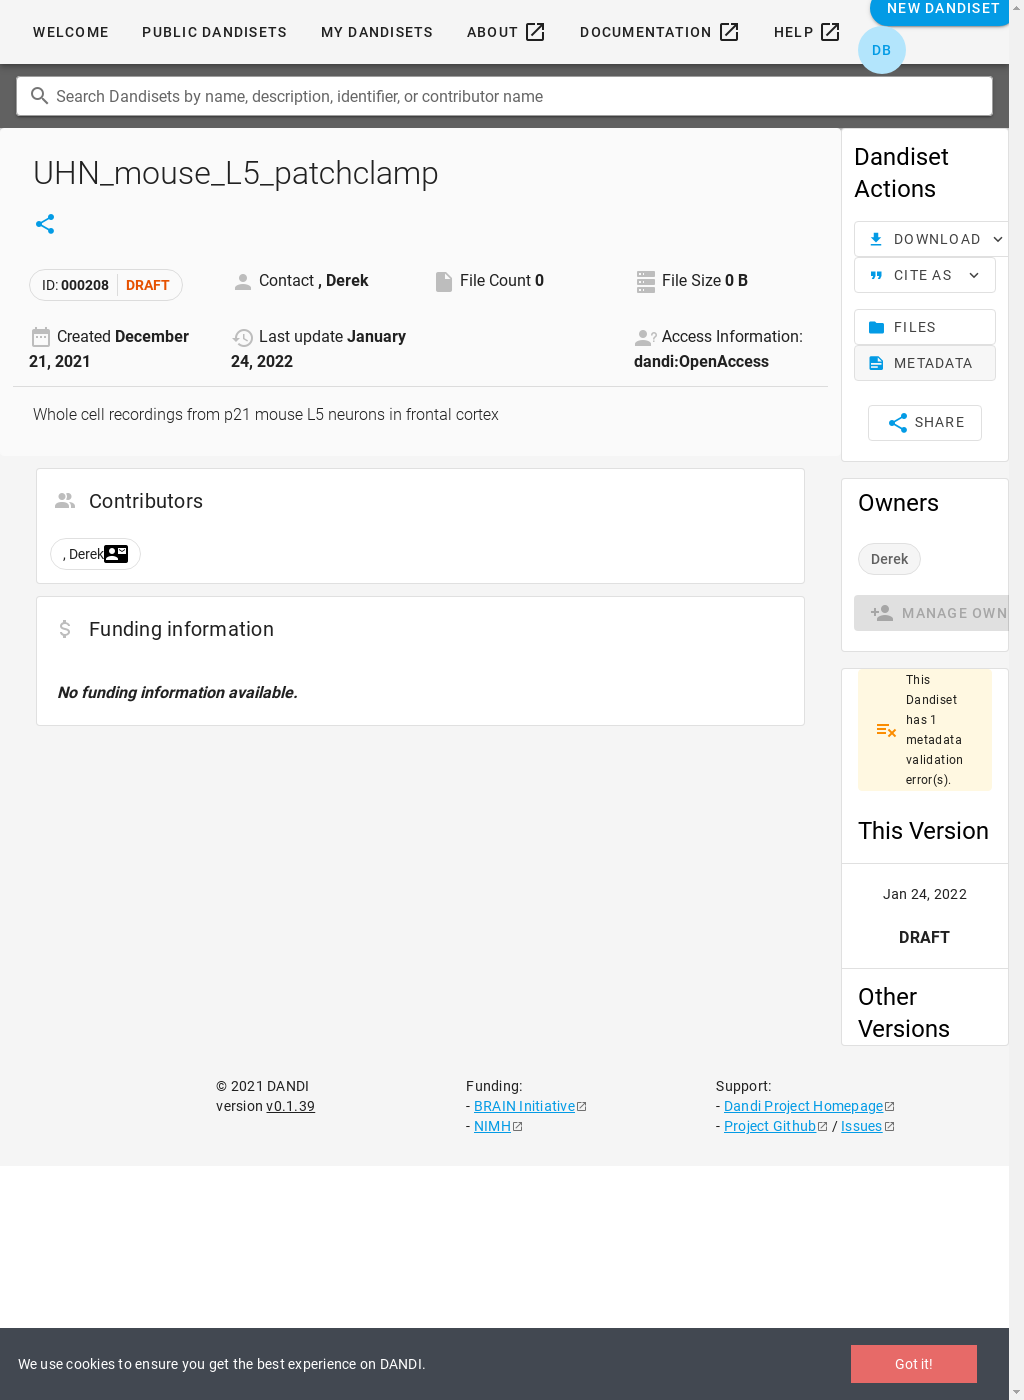 WELCOME PUBLIC DANDISETS MY DANDISETS ABOUT DOCUMENTATION HELP NEW DANDISET
DB
Search Dandisets by name, description, identifier, or contributor name
UHN_mouse_L5_patchclamp
ID: 000208 DRAFT
Contact , Derek
File Count 0
File Size 0 B
Created December
21, 2021
Last update January
24, 2022
Access Information:
dandi:OpenAccess
Whole cell recordings from p21 mouse L5 neurons in frontal cortex
Contributors
, Derek
Funding information
No funding information available.
Dandiset
Actions
DOWNLOAD
CITE AS
FILES
METADATA
SHARE
Owners
Derek
MANAGE OWN
This
Dandiset
has 1
metadata
validation
error(s).
This Version
Jan 24, 2022
DRAFT
Other
Versions
© 2021 DANDI
version v0.1.39
Funding:
- BRAIN Initiative
- NIMH
Support:
- Dandi Project Homepage
- Project Github / Issues
We use cookies to ensure you get the best experience on DANDI.
Got it!